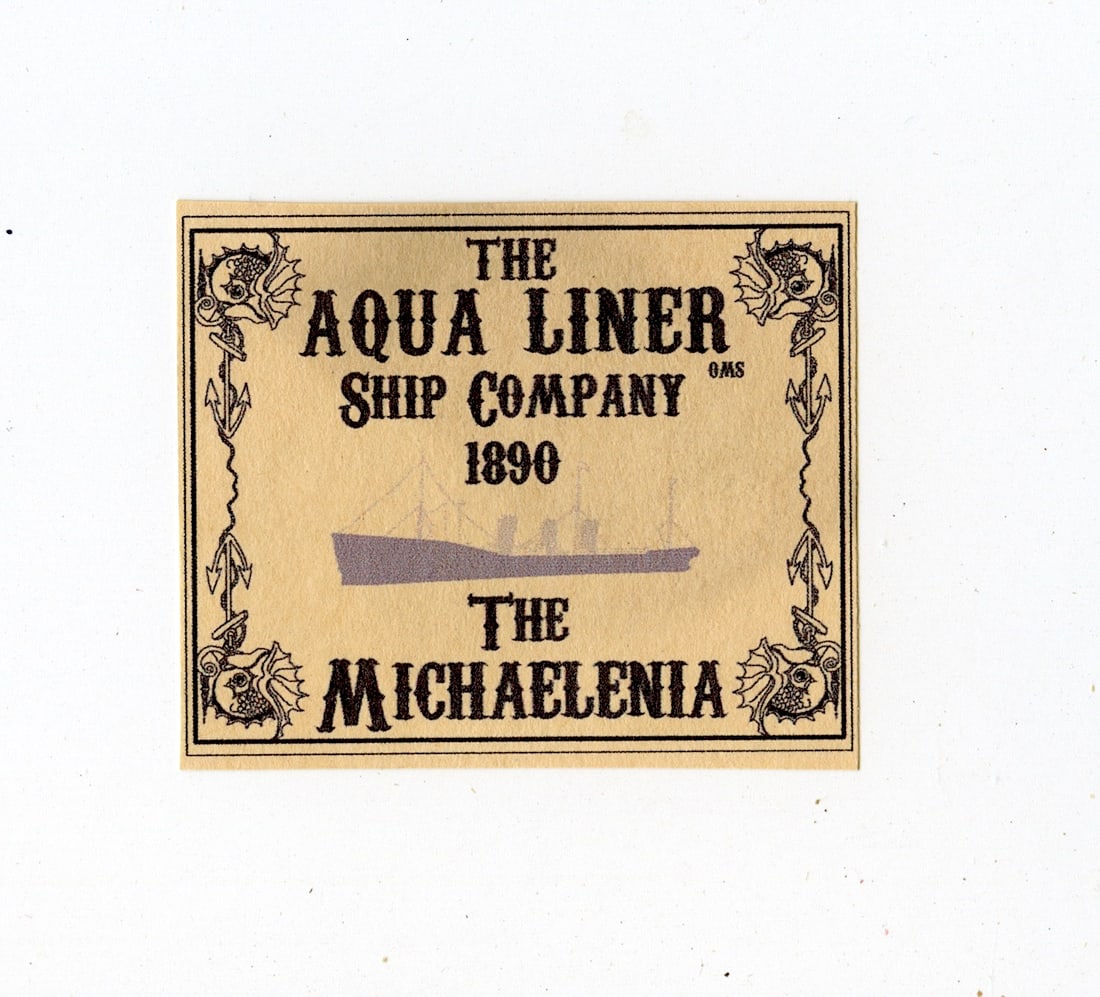 THE
AQUA LINER
SHIP COMPANY OMS
1890
THE
MICHAELENIA